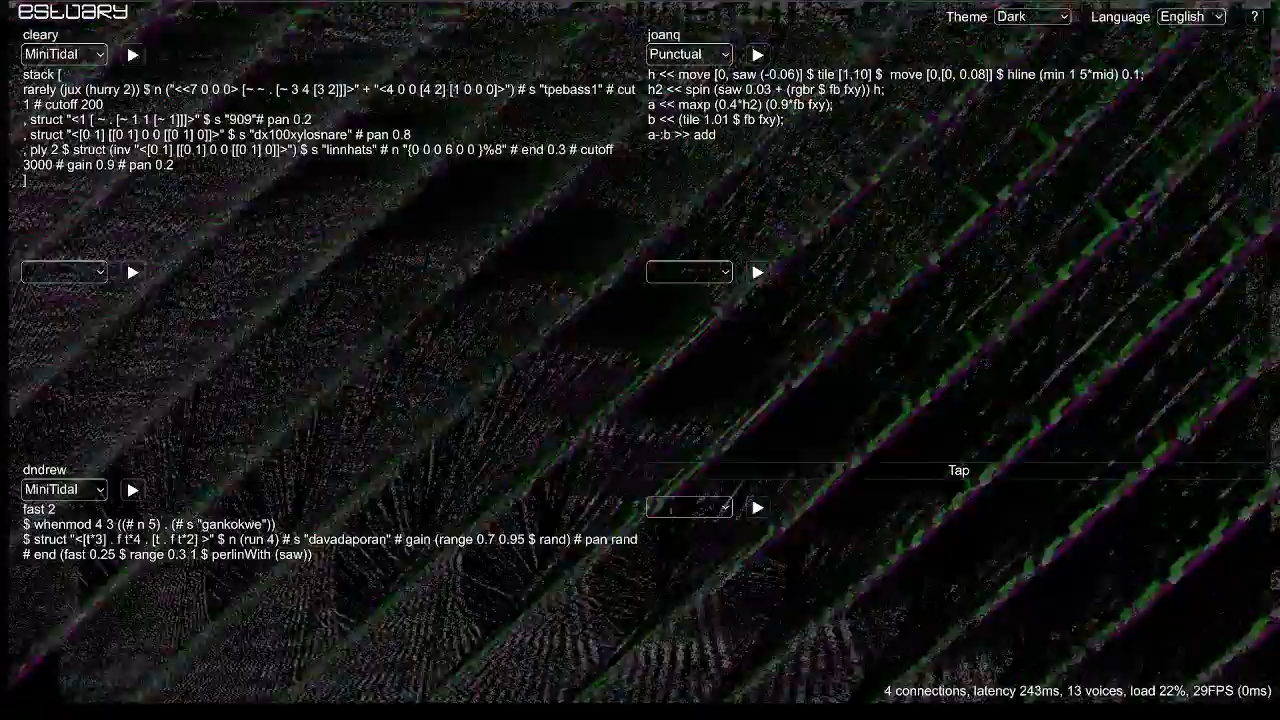 estuary
Theme Dark Language English ?
cleary
MiniTidal
stack [
rarely (jux (hurry 2)) $ n ("<<7 0 0 0> [~ ~ . [~ 3 4 [3 2]]]>" + "<4 0 0 [4 2] [1 0 0 0]>") # s "tpebass1" # cut
1 # cutoff 200
, struct "<1 [ ~ . [~ 1 1 [~ 1]]]>" $ s "909"# pan 0.2
, struct "<[0 1] [[0 1] 0 0 [[0 1] 0]]>" $ s "dx100xylosnare" # pan 0.8
, ply 2 $ struct (inv "<[0 1] [[0 1] 0 0 [[0 1] 0]]>") $ s "linnhats" # n "{0 0 0 6 0 0 }%8" # end 0.3 # cutoff
3000 # gain 0.9 # pan 0.2
]
joanq
Punctual
h << move [0, saw (-0.06)] $ tile [1,10] $  move [0,[0, 0.08]] $ hline (min 1 5*mid) 0.1;
h2 << spin (saw 0.03 + (rgbr $ fb fxy)) h;
a << maxp (0.4*h2) (0.9*fb fxy);
b << (tile 1.01 $ fb fxy);
a-:b >> add
dndrew
MiniTidal
fast 2
$ whenmod 4 3 ((# n 5) . (# s "gankokwe"))
$ struct "<[t*3] . f t*4 . [t . f t*2] >" $ n (run 4) # s "davadaporan" # gain (range 0.7 0.95 $ rand) # pan rand
# end (fast 0.25 $ range 0.3 1 $ perlinWith (saw))
Tap
4 connections, latency 243ms, 13 voices, load 22%, 29FPS (0ms)